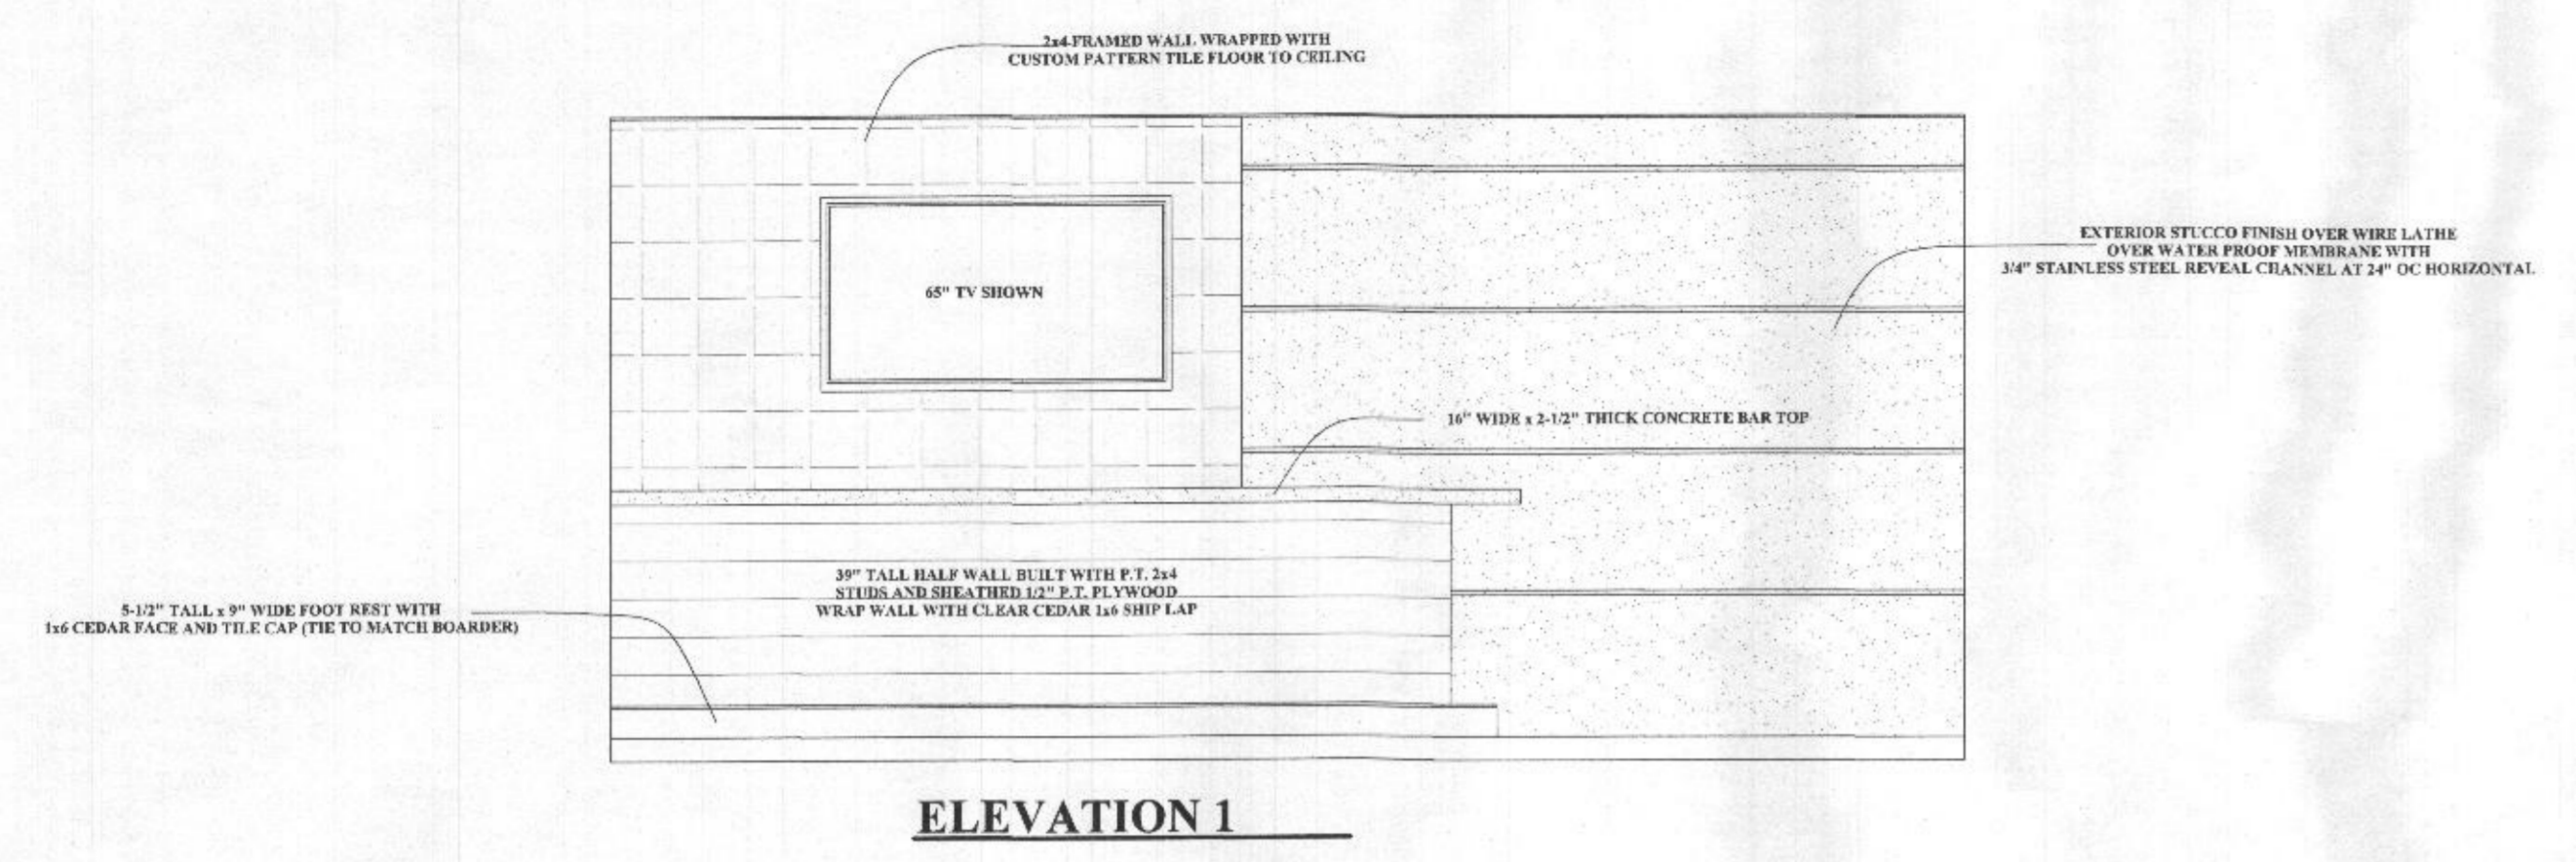 2x4 FRAMED WALL WRAPPED WITH
CUSTOM PATTERN TILE FLOOR TO CEILING
EXTERIOR STUCCO FINISH OVER WIRE LATHE
OVER WATER PROOF MEMBRANE WITH
3/4" STAINLESS STEEL REVEAL CHANNEL AT 24" OC HORIZONTAL
65" TV SHOWN
16" WIDE x 2-1/2" THICK CONCRETE BAR TOP
39" TALL HALF WALL BUILT WITH P.T. 2x4
STUDS AND SHEATHED 1/2" P.T. PLYWOOD
WRAP WALL WITH CLEAR CEDAR 1x6 SHIP LAP
5-1/2" TALL x 9" WIDE FOOT REST WITH
1x6 CEDAR FACE AND TILE CAP (TIE TO MATCH BOARDER)
ELEVATION 1